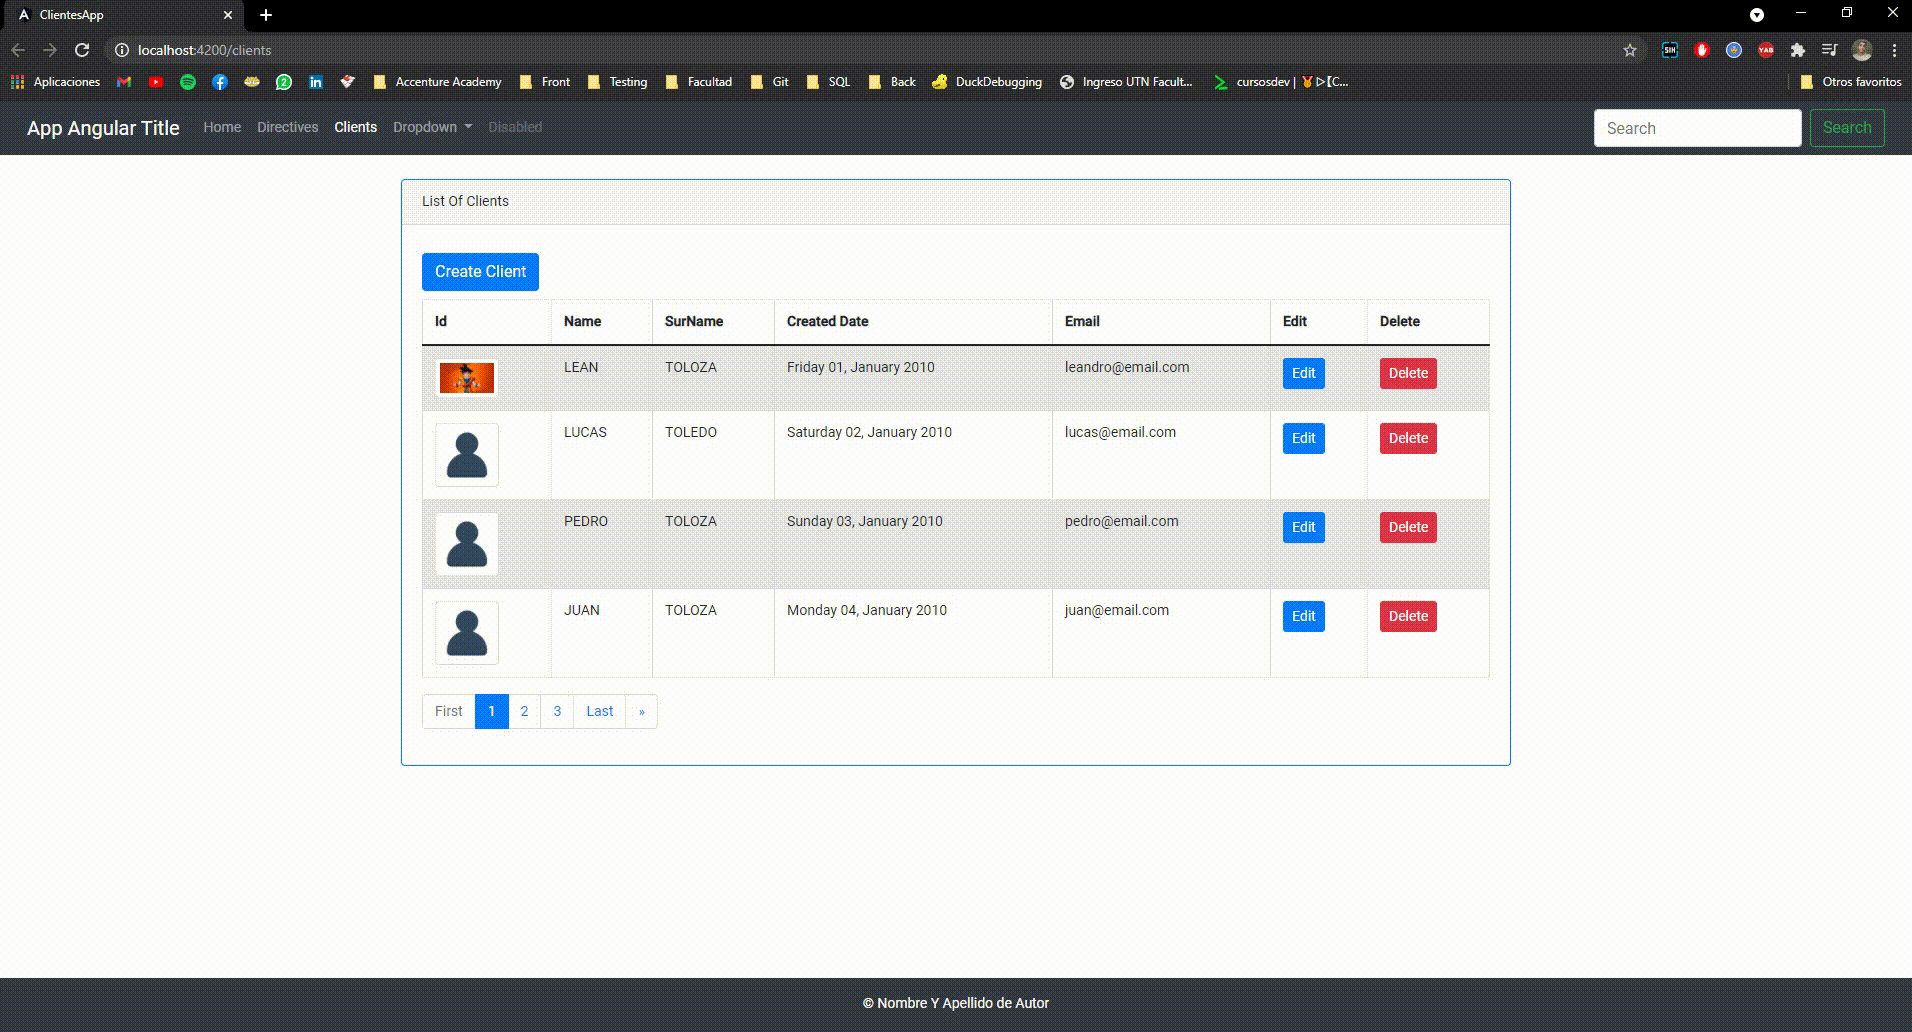 ClientesApp
localhost:4200/clients
Aplicaciones Accenture Academy Front Testing Facultad Git SQL Back DuckDebugging Ingreso UTN Facult... cursosdev | C... Otros favoritos
App Angular Title Home Directives Clients Dropdown Disabled Search Search
List Of Clients
Create Client
Id Name SurName Created Date Email Edit Delete
LEAN TOLOZA Friday 01, January 2010 leandro@email.com Edit Delete
LUCAS TOLEDO Saturday 02, January 2010 lucas@email.com Edit Delete
PEDRO TOLOZA Sunday 03, January 2010 pedro@email.com Edit Delete
JUAN TOLOZA Monday 04, January 2010 juan@email.com Edit Delete
First 1 2 3 Last »
© Nombre Y Apellido de Autor